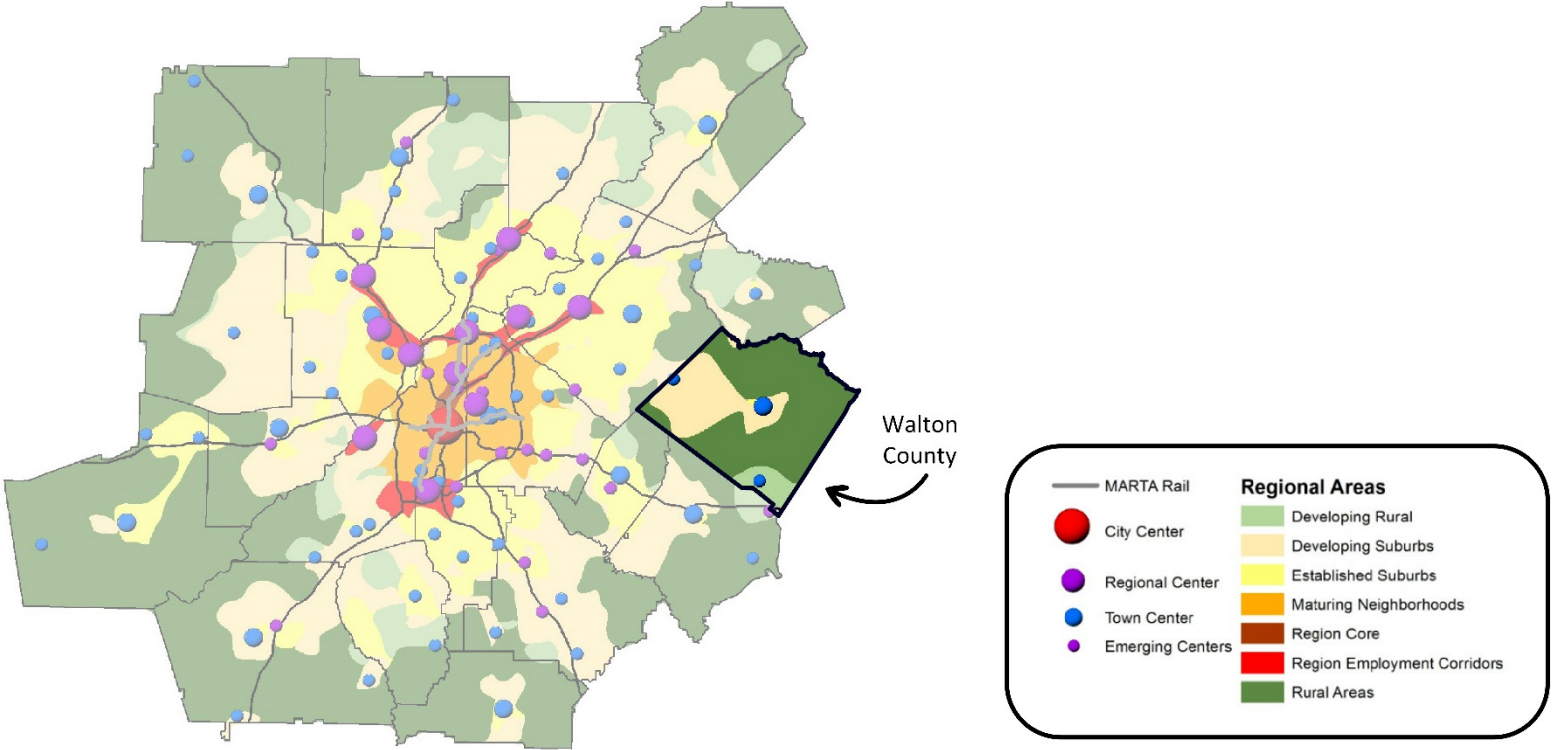 Walton
County
MARTA Rail
City Center
Regional Center
Town Center
Emerging Centers
Regional Areas
Developing Rural
Developing Suburbs
Established Suburbs
Maturing Neighborhoods
Region Core
Region Employment Corridors
Rural Areas